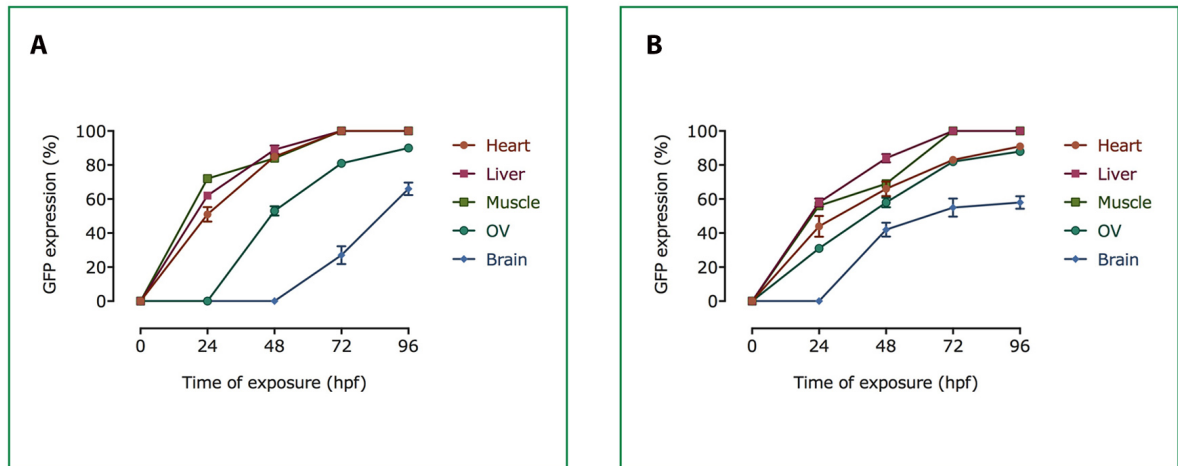 A
GFP expression (%)
100
80
60
40
20
0
0 24 48 72 96
Time of exposure (hpf)
Heart
Liver
Muscle
OV
Brain
B
GFP expression (%)
100
80
60
40
20
0
0 24 48 72 96
Time of exposure (hpf)
Heart
Liver
Muscle
OV
Brain